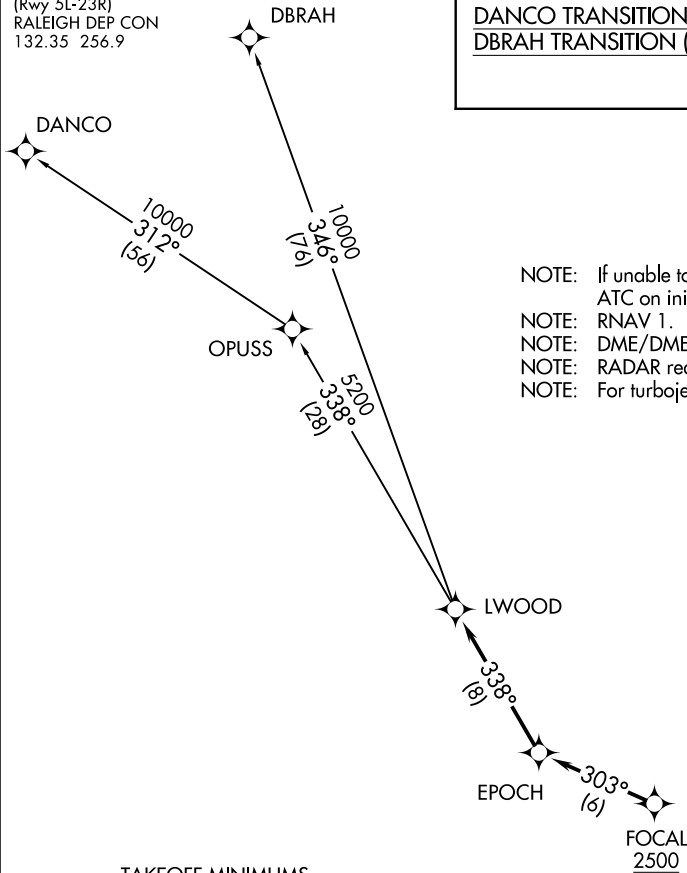 (Rwy 5L-23R)
RALEIGH DEP CON
132.35 256.9
DBRAH
DANCO TRANSITION
DBRAH TRANSITION (
DANCO
10000
312°
(56)
10000
346°
(76)
OPUSS
5200
338°
(28)
NOTE: If unable to
ATC on ini
NOTE: RNAV 1.
NOTE: DME/DME
NOTE: RADAR rec
NOTE: For turboje
LWOOD
338°
(8)
EPOCH
303°
(6)
FOCAL
2500
TAKEOFF MINIMUMS